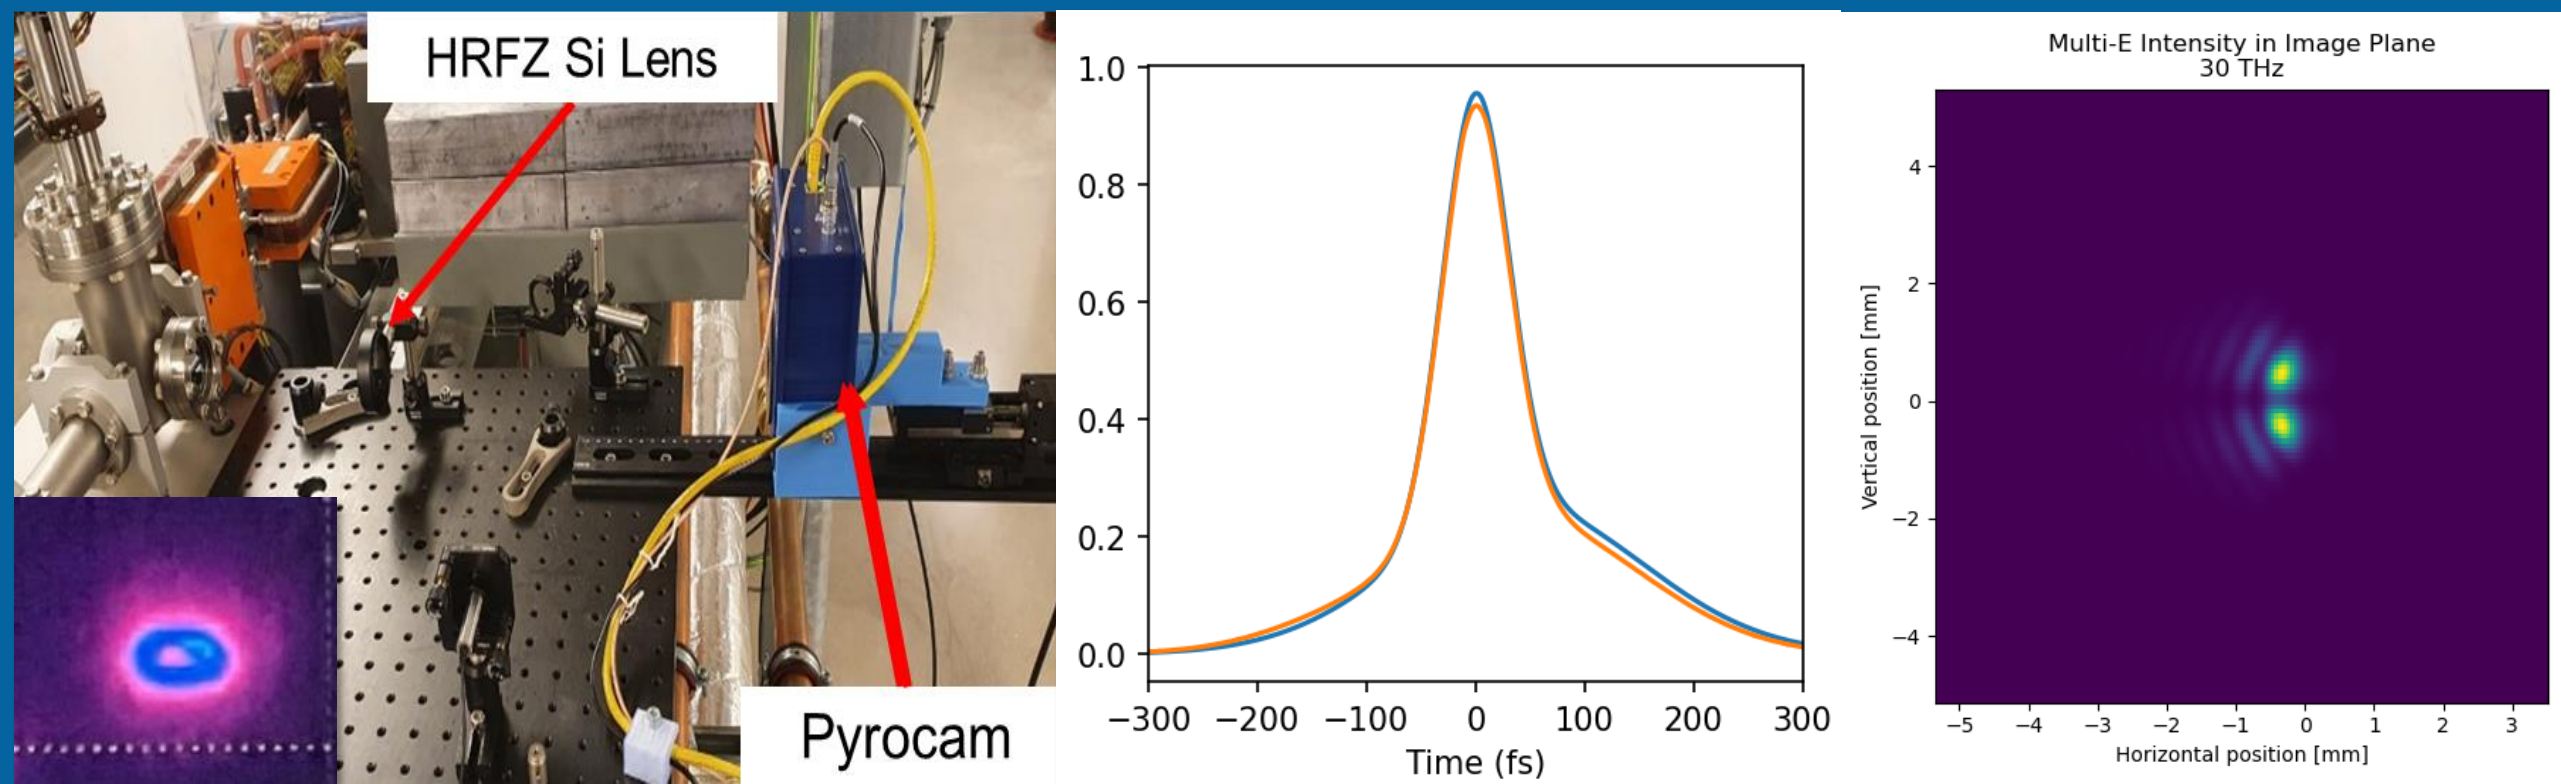 HRFZ Si Lens
Pyrocam
1.0
0.8
0.6
0.4
0.2
0.0
−300 −200 −100 0 100 200 300
Time (fs)
Multi-E Intensity in Image Plane
30 THz
Vertical position [mm]
4
2
0
−2
−4
−5 −4 −3 −2 −1 0 1 2 3
Horizontal position [mm]